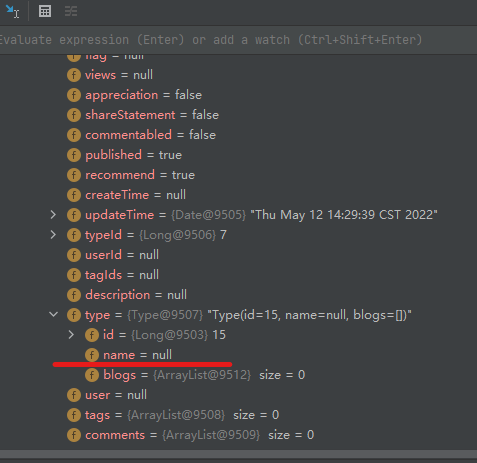 Evaluate expression (Enter) or add a watch (Ctrl+Shift+Enter)
f flag = null
f views = null
f appreciation = false
f shareStatement = false
f commentabled = false
f published = true
f recommend = true
f createTime = null
f updateTime = {Date@9505} "Thu May 12 14:29:39 CST 2022"
f typeId = {Long@9506} 7
f userId = null
f tagIds = null
f description = null
f type = {Type@9507} "Type(id=15, name=null, blogs=[])"
f id = {Long@9503} 15
f name = null
f blogs = {ArrayList@9512} size = 0
f user = null
f tags = {ArrayList@9508} size = 0
f comments = {ArrayList@9509} size = 0